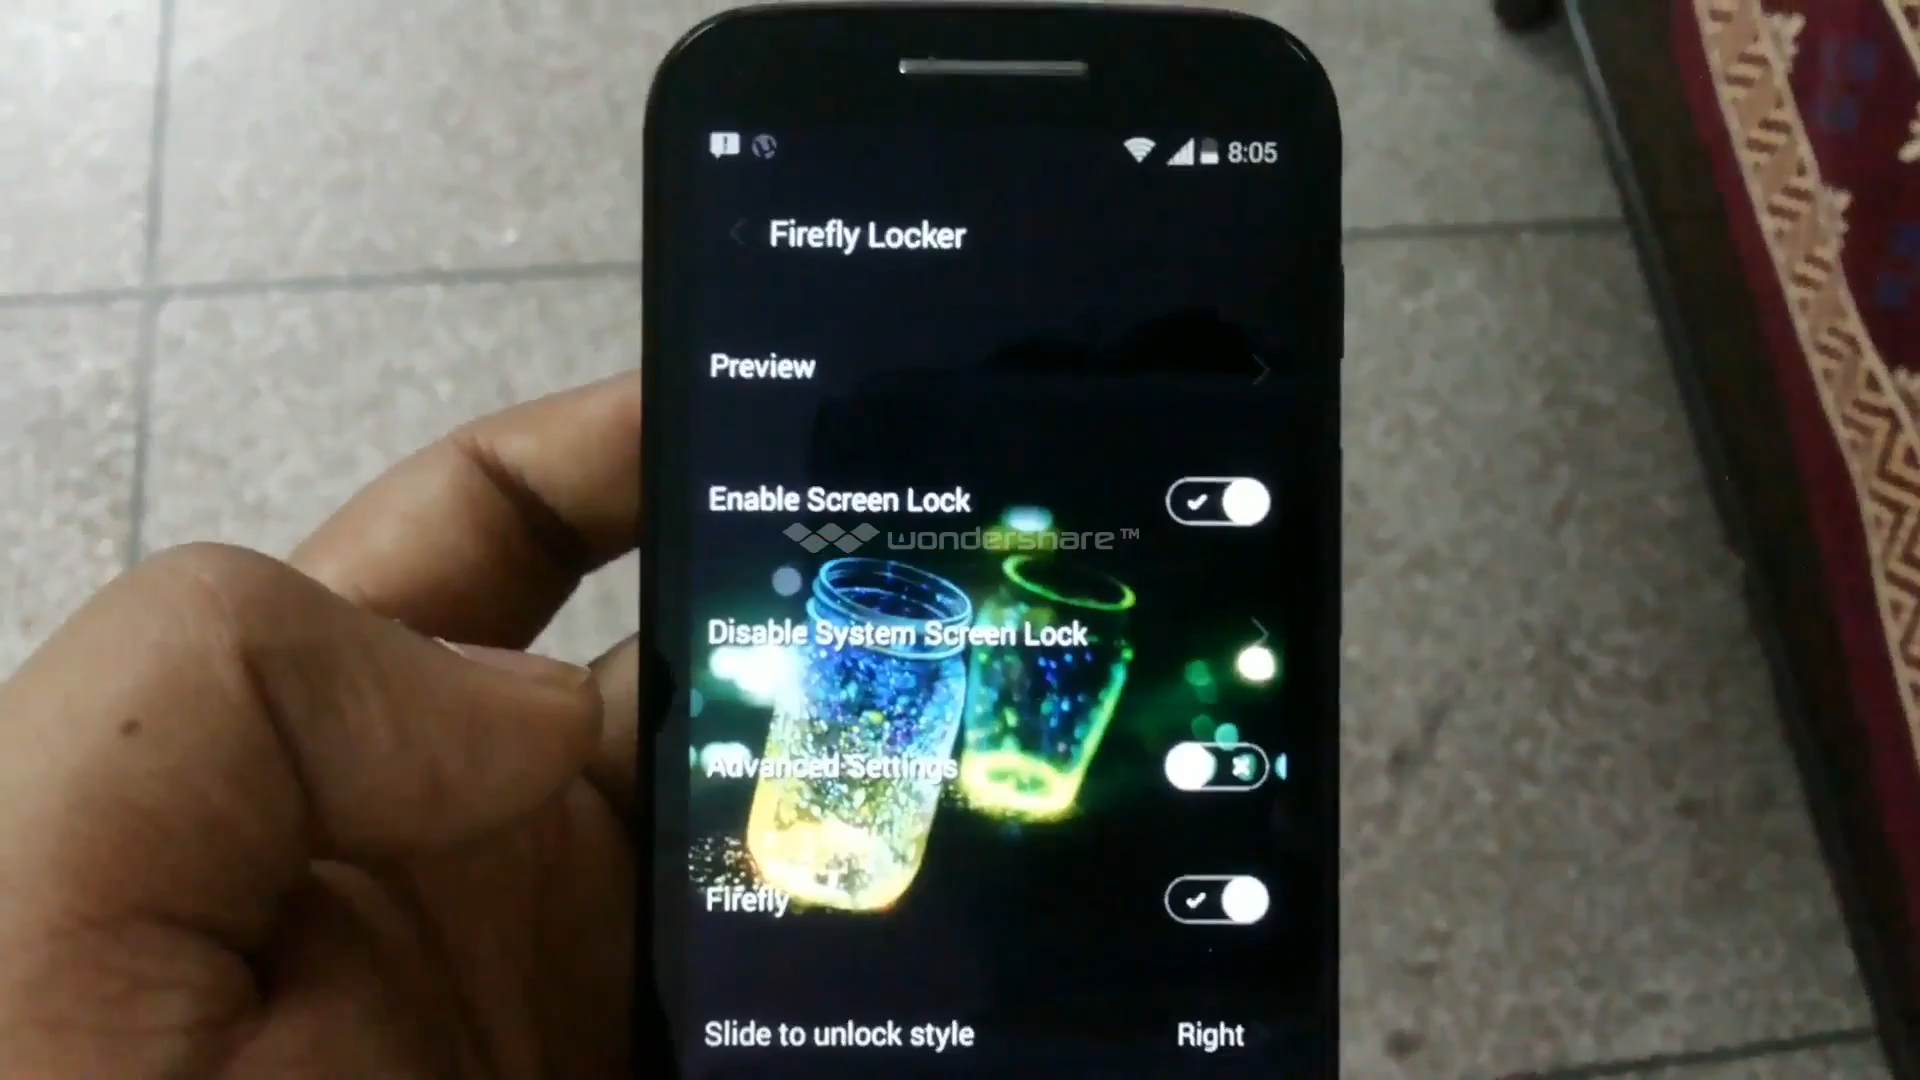 8:05
Firefly Locker
Preview
Enable Screen Lock
wondershare™
Disable System Screen Lock
Advanced Settings
Firefly
Slide to unlock style Right